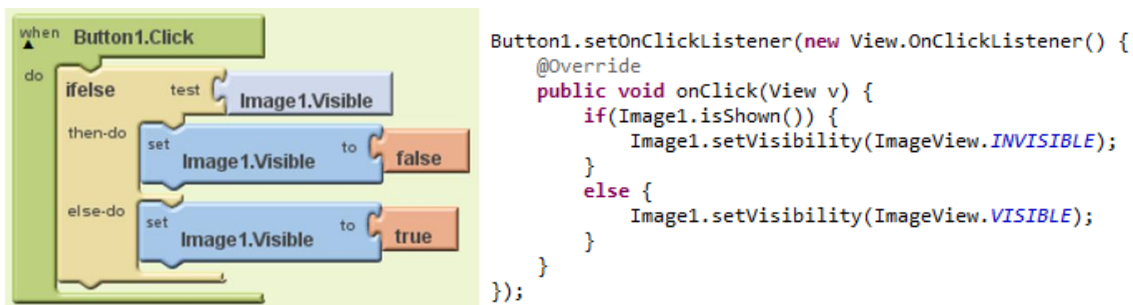 when Button1.Click
do
ifelse test Image1.Visible
then-do set Image1.Visible to false
else-do set Image1.Visible to true
Button1.setOnClickListener(new View.OnClickListener() {
@Override
public void onClick(View v) {
if(Image1.isShown()) {
Image1.setVisibility(ImageView.INVISIBLE);
}
else {
Image1.setVisibility(ImageView.VISIBLE);
}
}
});